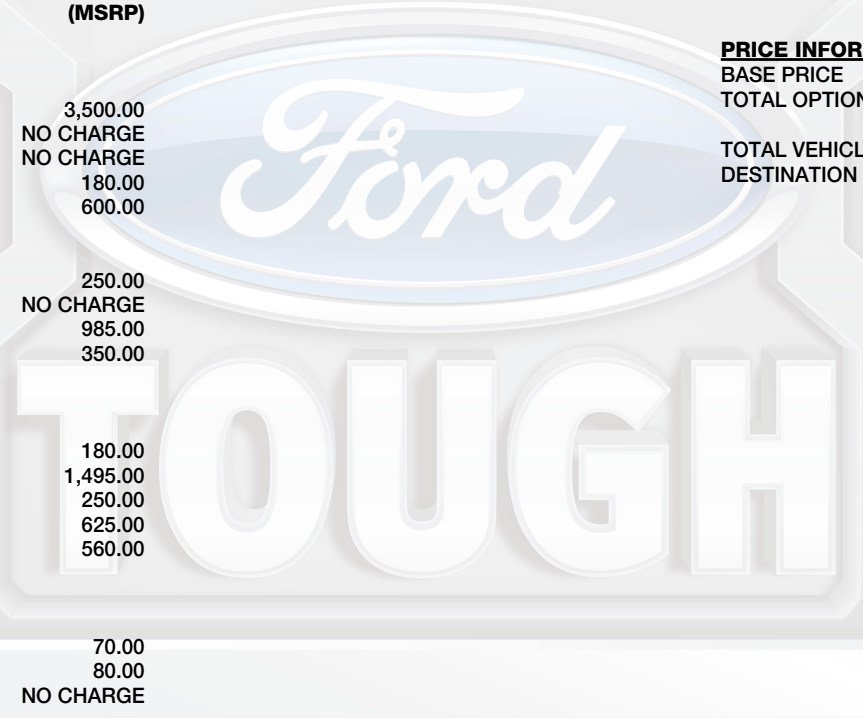 (MSRP)
3,500.00
NO CHARGE
NO CHARGE
180.00
600.00
250.00
NO CHARGE
985.00
350.00
180.00
1,495.00
250.00
625.00
560.00
70.00
80.00
NO CHARGE
PRICE INFOR
BASE PRICE
TOTAL OPTION
TOTAL VEHICL
DESTINATION
Ford
TOUGH